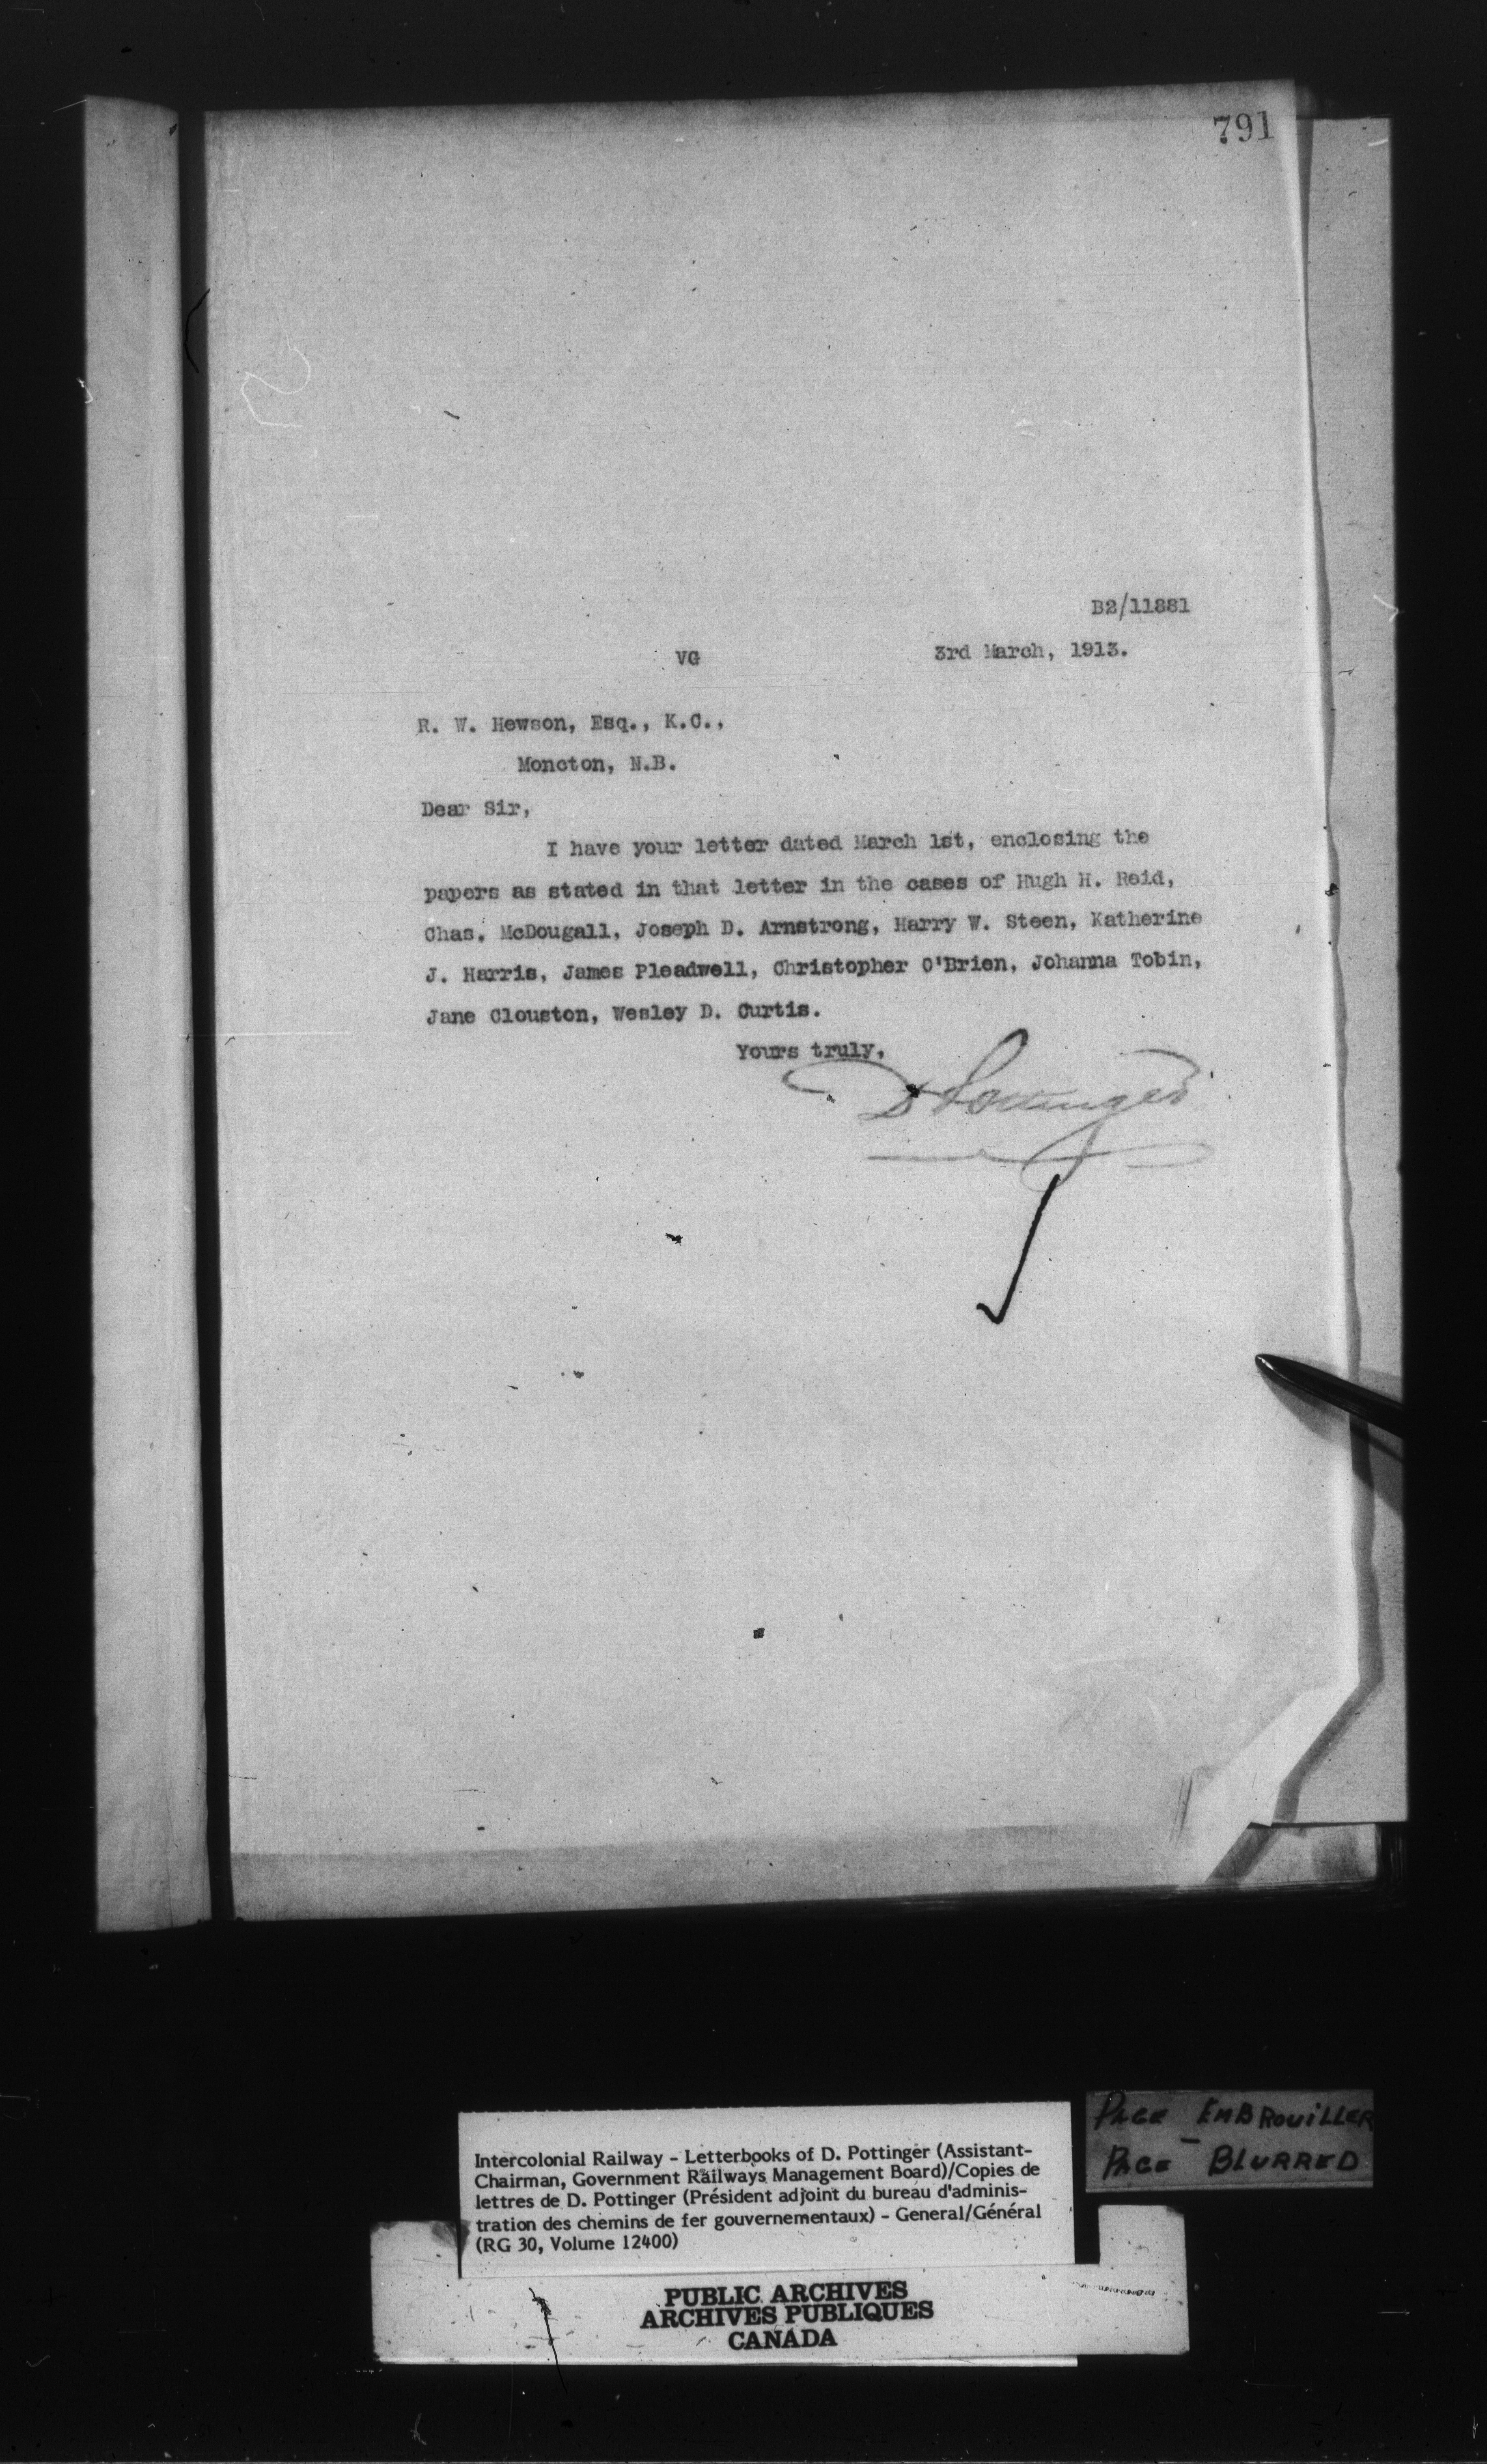 791
B2/11881
VG 3rd March, 1913.
R. W. Hewson, Esq., K.C.,
Moncton, N.B.
Dear Sir,
I have your letter dated March 1st, enclosing the
papers as stated in that letter in the cases of Hugh H. Reid,
Chas. McDougall, Joseph D. Arnstrong, Harry W. Steen, Katherine
J. Harris, James Pleadwell, Christopher O'Brien, Johanna Tobin,
Jane Clouston, Wesley D. Curtis.
Yours truly,
D Pottinger
Intercolonial Railway - Letterbooks of D. Pottinger (Assistant-
Chairman, Government Railways Management Board)/Copies de
lettres de D. Pottinger (Président adjoint du bureau d'adminis-
tration des chemins de fer gouvernementaux) - General/Général
(RG 30, Volume 12400)
PAGE EMBROUILLER
PAGE - BLURRED
PUBLIC ARCHIVES
ARCHIVES PUBLIQUES
CANADA